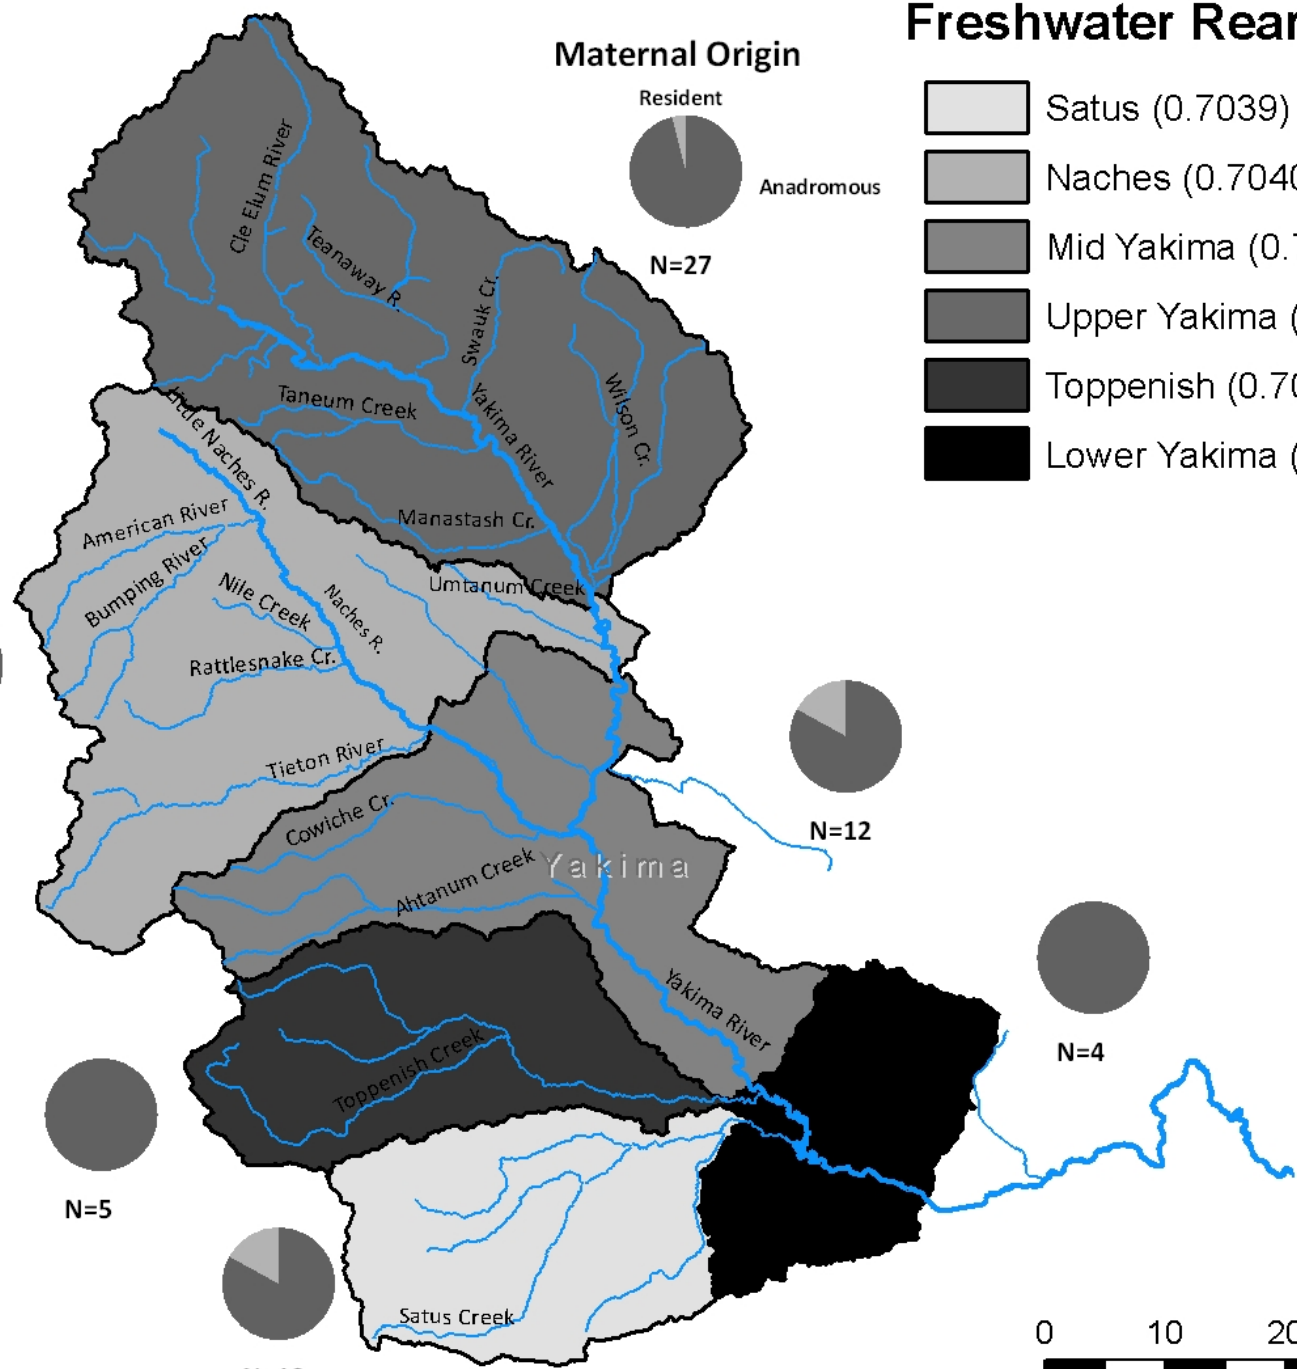 Freshwater Rear
Maternal Origin
Resident
Anadromous
N=27
Satus (0.7039)
Naches (0.704
Mid Yakima (0.
Upper Yakima (
Toppenish (0.70
Lower Yakima (
Cle Elum River
Teanaway R.
Swauk Cr.
Wilson Cr.
Taneum Creek
Yakima River
Manastash Cr.
Little Naches R.
American River
Bumping River
Nile Creek
Naches R.
Umtanum Creek
Rattlesnake Cr.
Tieton River
Cowiche Cr.
Ahtanum Creek
Yakima
N=12
Yakima River
N=4
Toppenish Creek
N=5
Satus Creek
0 10 20